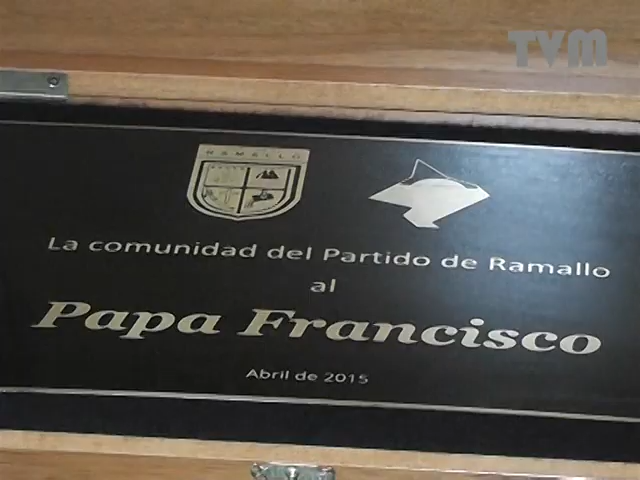 TVM
RAMALLO
La comunidad del Partido de Ramallo
al
Papa Francisco
Abril de 2015